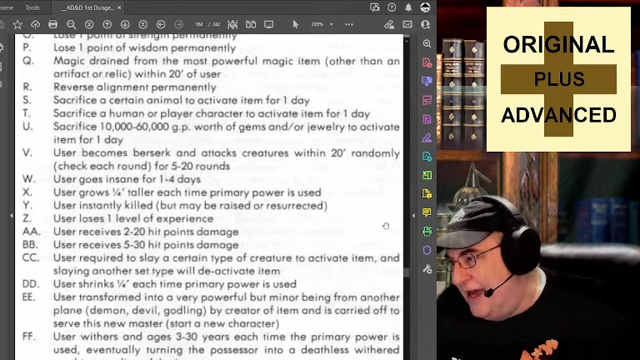 Tools
_AD&D 1st Dunge...
184 / 242
235%
O. Lose 1 point of strength permanently
P. Lose 1 point of wisdom permanently
Q. Magic drained from the most powerful magic item (other than an
artifact or relic) within 20' of user
R. Reverse alignment permanently
S. Sacrifice a certain animal to activate item for 1 day
T. Sacrifice a human or player character to activate item for 1 day
U. Sacrifice 10,000-60,000 g.p. worth of gems and/or jewelry to activate
item for 1 day
V. User becomes berserk and attacks creatures within 20' randomly
(check each round) for 5-20 rounds
W. User goes insane for 1-4 days
X. User grows ¼' taller each time primary power is used
Y. User instantly killed (but may be raised or resurrected)
Z. User loses 1 level of experience
AA. User receives 2-20 hit points damage
BB. User receives 5-30 hit points damage
CC. User required to slay a certain type of creature to activate item, and
slaying another set type will de-activate item
DD. User shrinks ¼' each time primary power is used
EE. User transformed into a very powerful but minor being from another
plane (demon, devil, godling) by creator of item and is carried off to
serve this new master (start a new character)
FF. User withers and ages 3-30 years each time the primary power is
used, eventually turning the possessor into a deathless withered
ORIGINAL
PLUS
ADVANCED